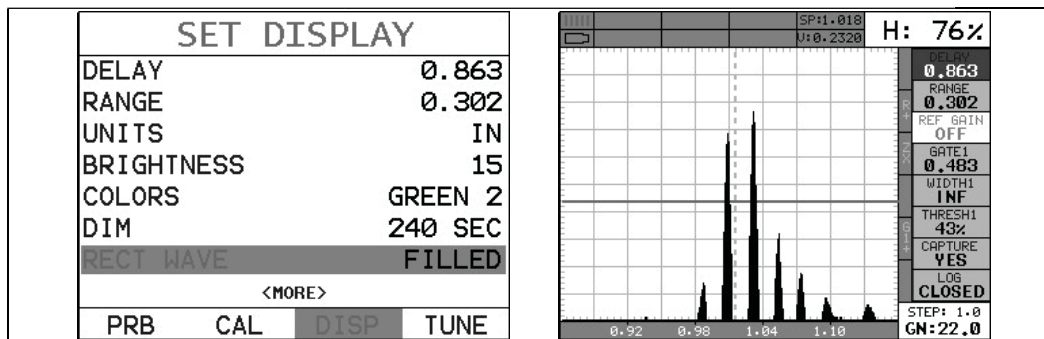 SET DISPLAY
DELAY 0.863
RANGE 0.302
UNITS IN
BRIGHTNESS 15
COLORS GREEN 2
DIM 240 SEC
RECT WAVE FILLED
<MORE>
PRB CAL DISP TUNE
SP:1.018
V:0.2320
H: 76%
DELAY
0.863
RANGE
0.302
R+
REF GAIN
OFF
ZX
GATE1
0.483
WIDTH1
INF
THRESH1
43%
G1+
CAPTURE
YES
LOG
CLOSED
STEP: 1.0
GN:22.0
0.92 0.98 1.04 1.10